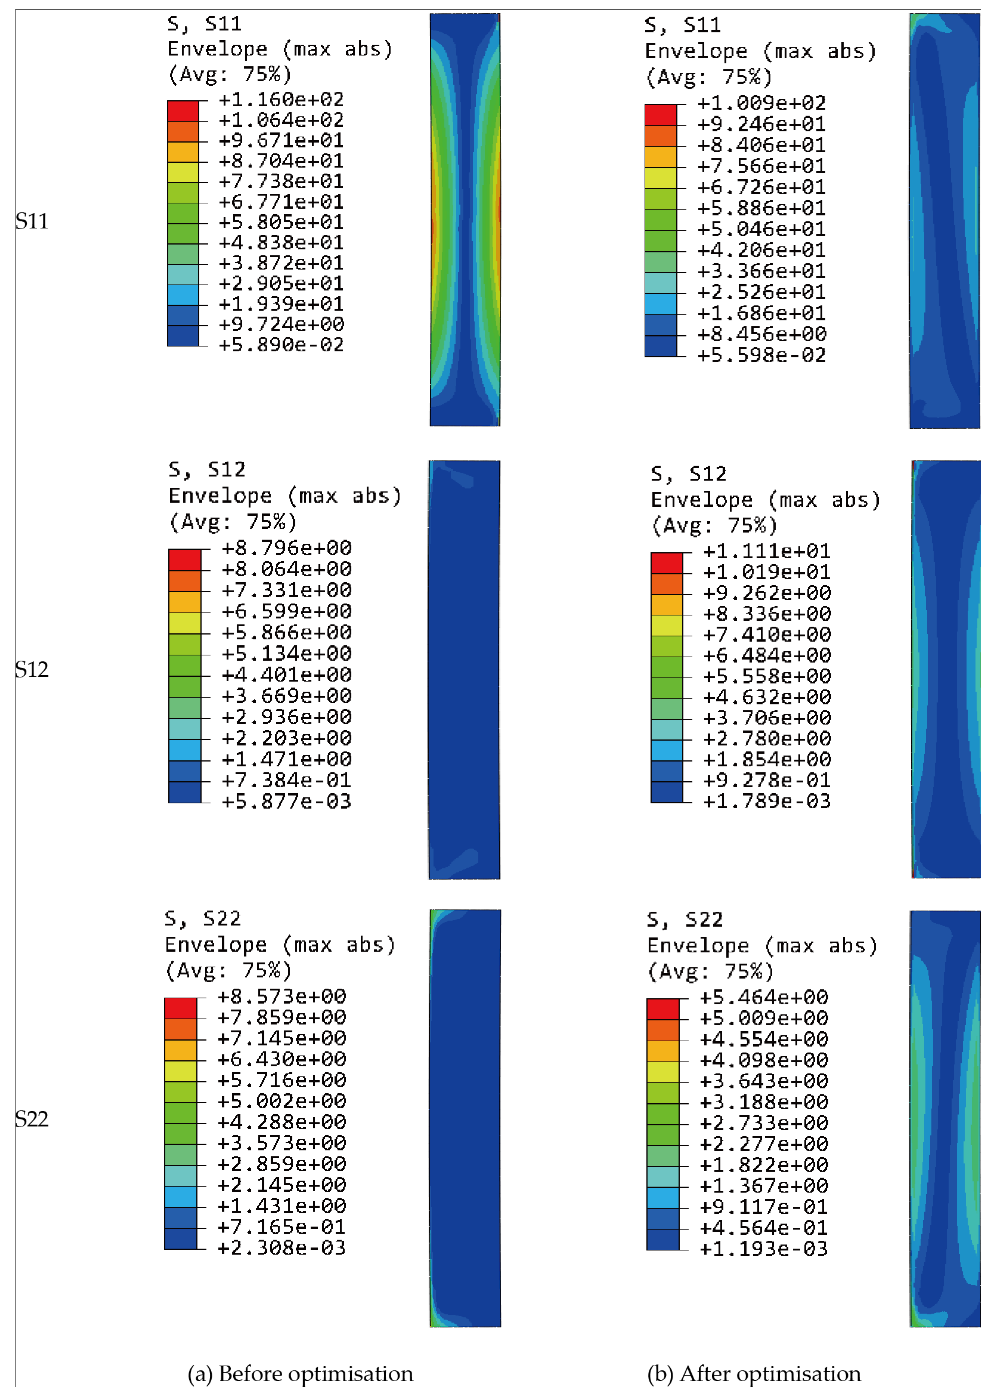 S11
S, S11
Envelope (max abs)
(Avg: 75%)
+1.160e+02
+1.064e+02
+9.671e+01
+8.704e+01
+7.738e+01
+6.771e+01
+5.805e+01
+4.838e+01
+3.872e+01
+2.905e+01
+1.939e+01
+9.724e+00
+5.890e-02
S, S11
Envelope (max abs)
(Avg: 75%)
+1.009e+02
+9.246e+01
+8.406e+01
+7.566e+01
+6.726e+01
+5.886e+01
+5.046e+01
+4.206e+01
+3.366e+01
+2.526e+01
+1.686e+01
+8.456e+00
+5.598e-02
S12
S, S12
Envelope (max abs)
(Avg: 75%)
+8.796e+00
+8.064e+00
+7.331e+00
+6.599e+00
+5.866e+00
+5.134e+00
+4.401e+00
+3.669e+00
+2.936e+00
+2.203e+00
+1.471e+00
+7.384e-01
+5.877e-03
S, S12
Envelope (max abs)
(Avg: 75%)
+1.111e+01
+1.019e+01
+9.262e+00
+8.336e+00
+7.410e+00
+6.484e+00
+5.558e+00
+4.632e+00
+3.706e+00
+2.780e+00
+1.854e+00
+9.278e-01
+1.789e-03
S22
S, S22
Envelope (max abs)
(Avg: 75%)
+8.573e+00
+7.859e+00
+7.145e+00
+6.430e+00
+5.716e+00
+5.002e+00
+4.288e+00
+3.573e+00
+2.859e+00
+2.145e+00
+1.431e+00
+7.165e-01
+2.308e-03
S, S22
Envelope (max abs)
(Avg: 75%)
+5.464e+00
+5.009e+00
+4.554e+00
+4.098e+00
+3.643e+00
+3.188e+00
+2.733e+00
+2.277e+00
+1.822e+00
+1.367e+00
+9.117e-01
+4.564e-01
+1.193e-03
(a) Before optimisation
(b) After optimisation